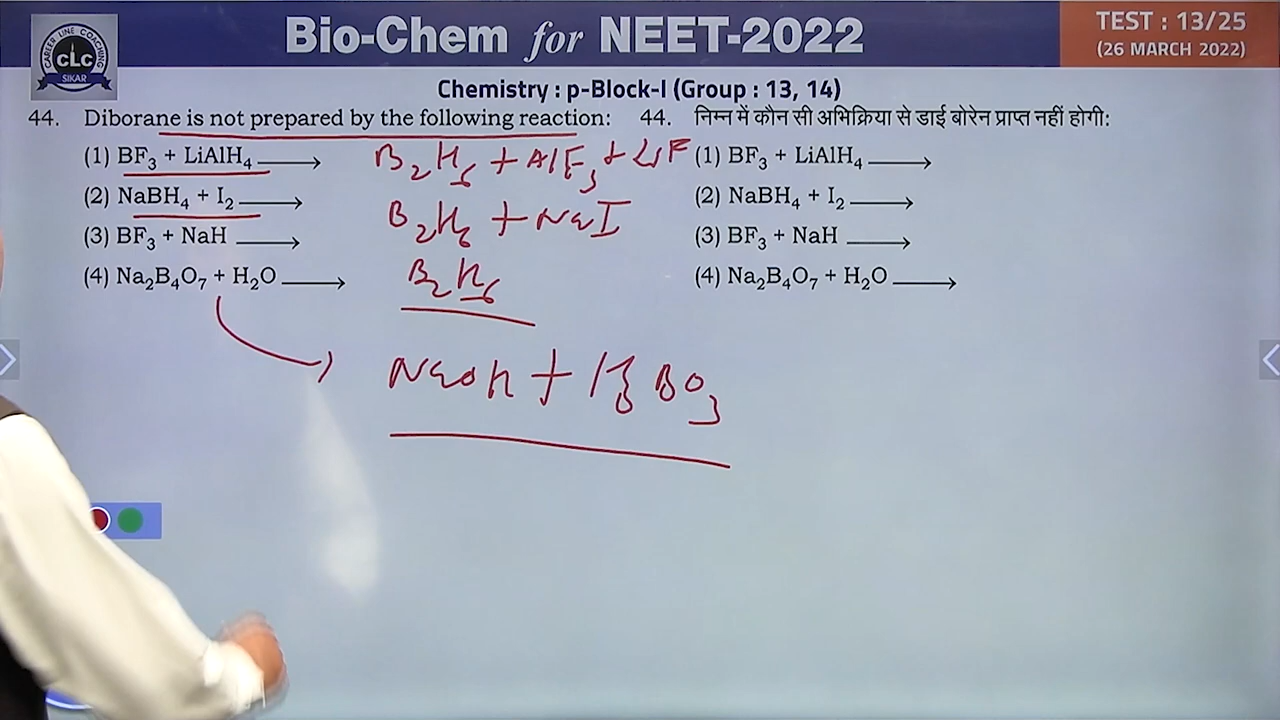 CAREER LINE COACHING
CLC
SIKAR
Bio-Chem for NEET-2022
TEST : 13/25
(26 MARCH 2022)
Chemistry : p-Block-I (Group : 13, 14)
44. Diborane is not prepared by the following reaction:
(1) BF₃ + LiAlH₄ ⟶ B₂H₆ + AlF₃ + LiF
(2) NaBH₄ + I₂ ⟶ B₂H₆ + NaI
(3) BF₃ + NaH ⟶ B₂H₆
(4) Na₂B₄O₇ + H₂O ⟶
NaOH + H₃BO₃
44. निम्न में कौन सी अभिक्रिया से डाई बोरेन प्राप्त नहीं होगी:
(1) BF₃ + LiAlH₄ ⟶
(2) NaBH₄ + I₂ ⟶
(3) BF₃ + NaH ⟶
(4) Na₂B₄O₇ + H₂O ⟶